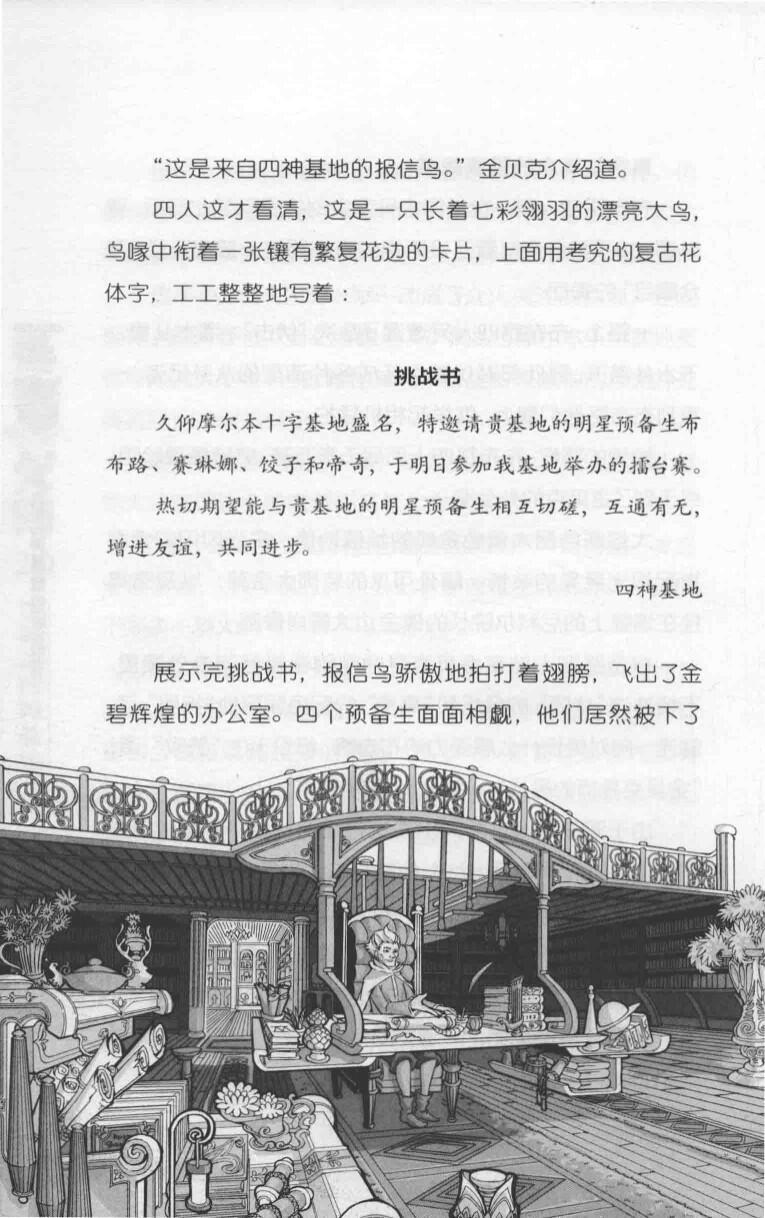 “这是来自四神基地的报信鸟。”金贝克介绍道。
四人这才看清，这是一只长着七彩翎羽的漂亮大鸟，
鸟喙中衔着一张镶有繁复花边的卡片，上面用考究的复古花
体字，工工整整地写着：
挑战书
久仰摩尔本十字基地盛名，特邀请贵基地的明星预备生布
布路、赛琳娜、饺子和帝奇，于明日参加我基地举办的擂台赛。
热切期望能与贵基地的明星预备生相互切磋，互通有无，
增进友谊，共同进步。
四神基地
展示完挑战书，报信鸟骄傲地拍打着翅膀，飞出了金
碧辉煌的办公室。四个预备生面面相觑，他们居然被下了